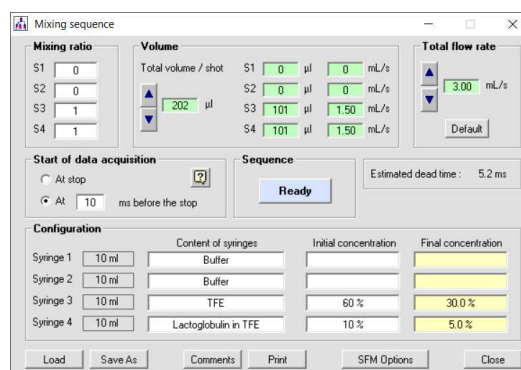 Mixing sequence
Mixing ratio
S1 0
S2 0
S3 1
S4 1
Volume
Total volume / shot
202 µl
S1 0 µl 0 mL/s
S2 0 µl 0 mL/s
S3 101 µl 1.50 mL/s
S4 101 µl 1.50 mL/s
Total flow rate
3.00 mL/s
Default
Start of data acquisition
At stop
?
At 10 ms before the stop
Sequence
Ready
Estimated dead time : 5.2 ms
Configuration
Content of syringes Initial concentration Final concentration
Syringe 1 10 ml Buffer
Syringe 2 10 ml Buffer
Syringe 3 10 ml TFE 60 % 30.0 %
Syringe 4 10 ml Lactoglobulin in TFE 10 % 5.0 %
Load Save As Comments Print SFM Options Close